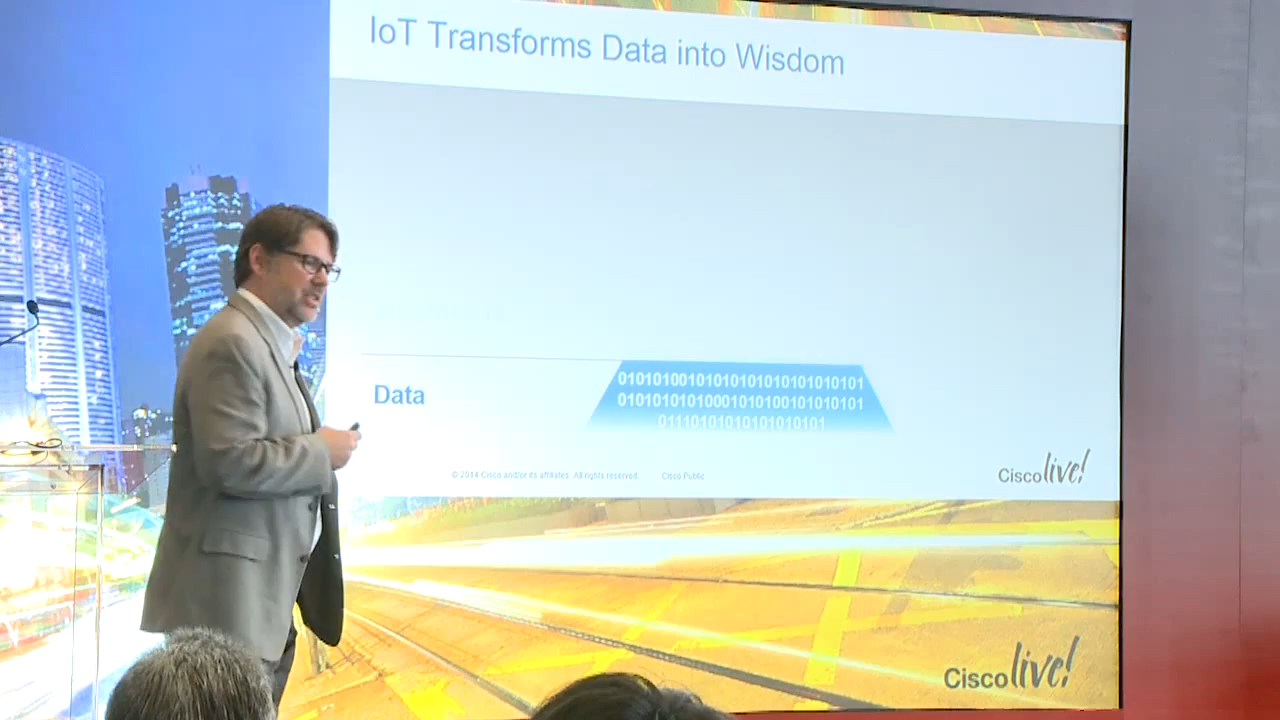 IoT Transforms Data into Wisdom
Data
01010100101010101010101010101
01010101010001010100101010101
01110101010101010101
© 2014 Cisco and/or its affiliates. All rights reserved.
Cisco Public
Cisco live!
Cisco live!